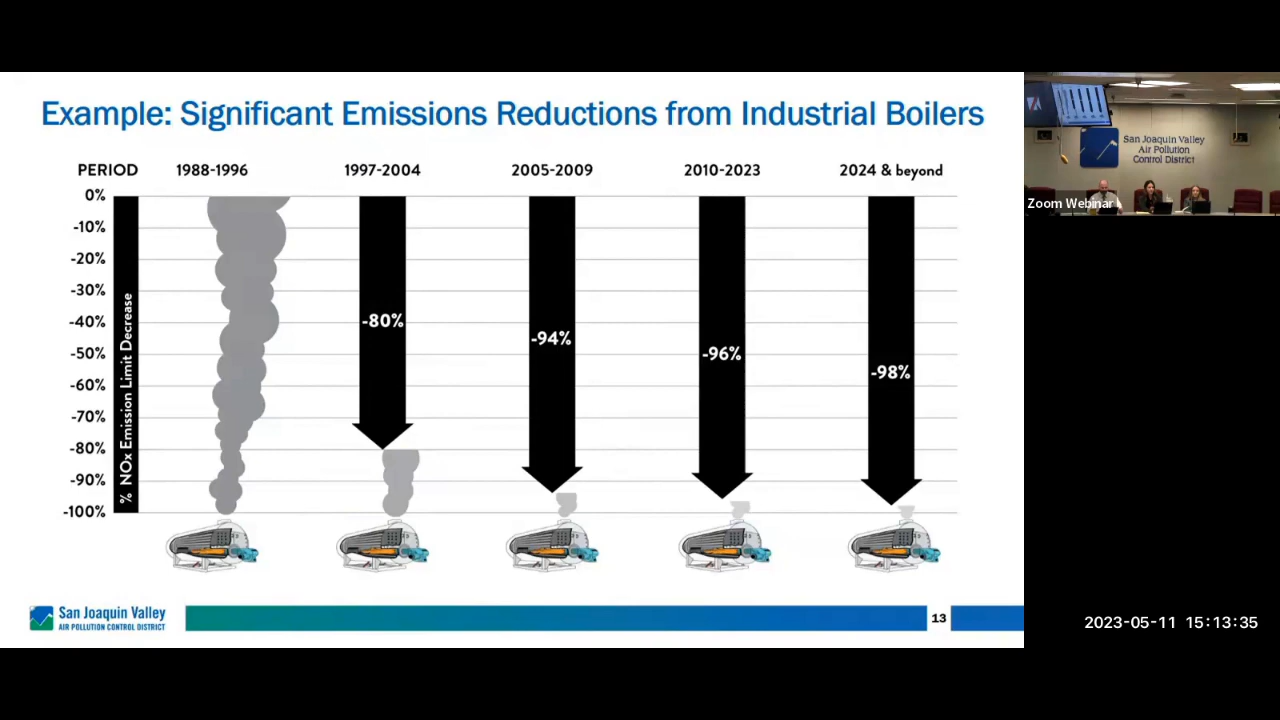 Example: Significant Emissions Reductions from Industrial Boilers
PERIOD 1988-1996 1997-2004 2005-2009 2010-2023 2024 & beyond
0%
-10%
-20%
-30%
-40%
-50%
-60%
-70%
-80%
-90%
-100%
% NOx Emission Limit Decrease
-80%
-94%
-96%
-98%
San Joaquin Valley
AIR POLLUTION CONTROL DISTRICT
13
San Joaquin Valley
Air Pollution
Control District
Zoom Webinar
2023-05-11 15:13:35